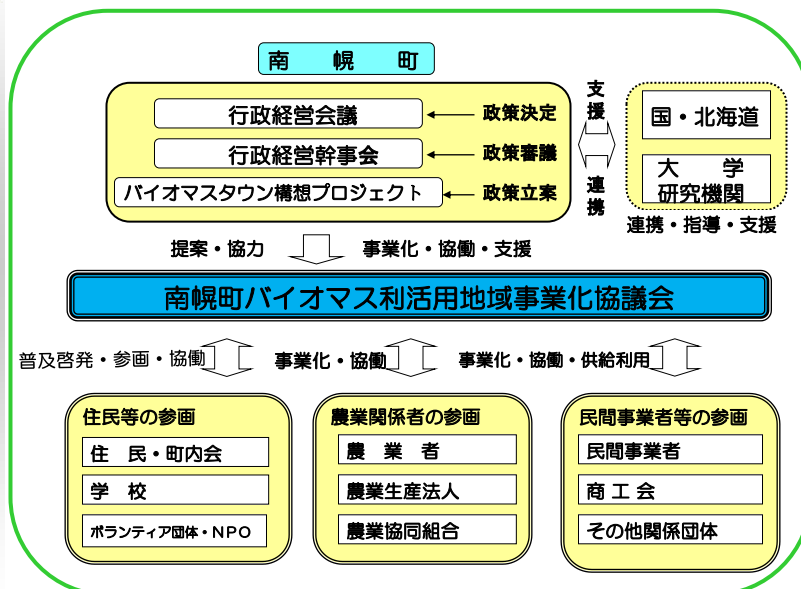 南　幌　町
行政経営会議
政策決定
行政経営幹事会
政策審議
バイオマスタウン構想プロジェクト
政策立案
支援
連携
国・北海道
大　学
研究機関
連携・指導・支援
提案・協力
事業化・協働・支援
南幌町バイオマス利活用地域事業化協議会
普及啓発・参画・協働
事業化・協働
事業化・協働・供給利用
住民等の参画
住　民・町内会
学　校
ボランティア団体・NPO
農業関係者の参画
農　業　者
農業生産法人
農業協同組合
民間事業者等の参画
民間事業者
商 工 会
その他関係団体